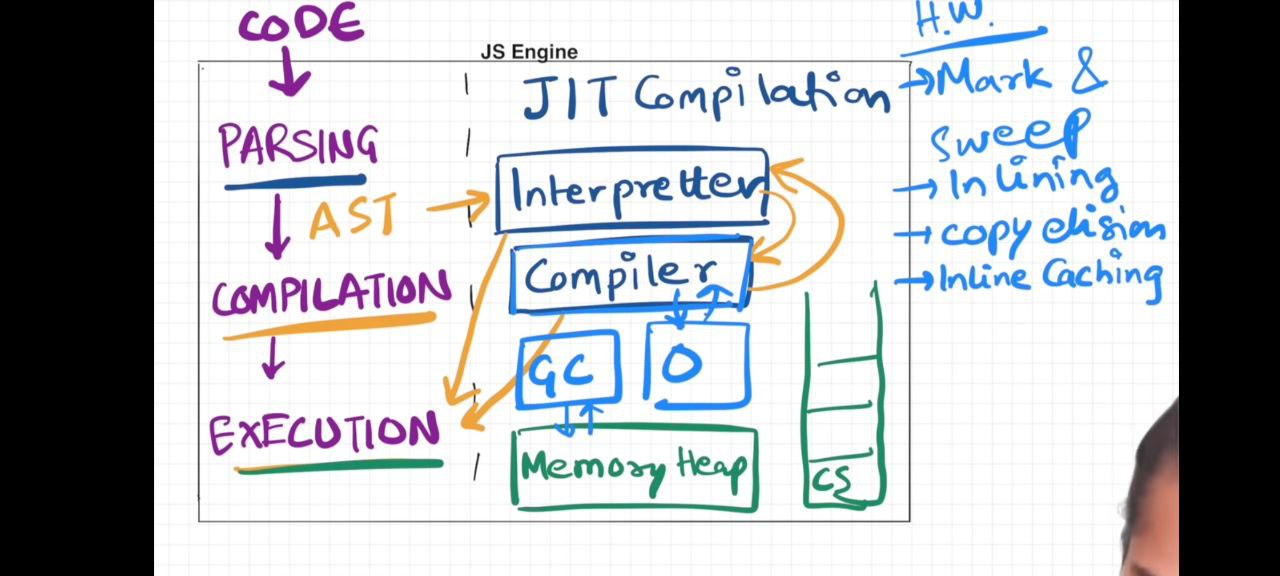 CODE
JS Engine
JIT Compilation
PARSING
AST
COMPILATION
EXECUTION
Interpretter
Compiler
GC
O
Memory Heap
CS
H.W.
→ Mark &
Sweep
→ Inlining
→ copy elision
→ Inline Caching